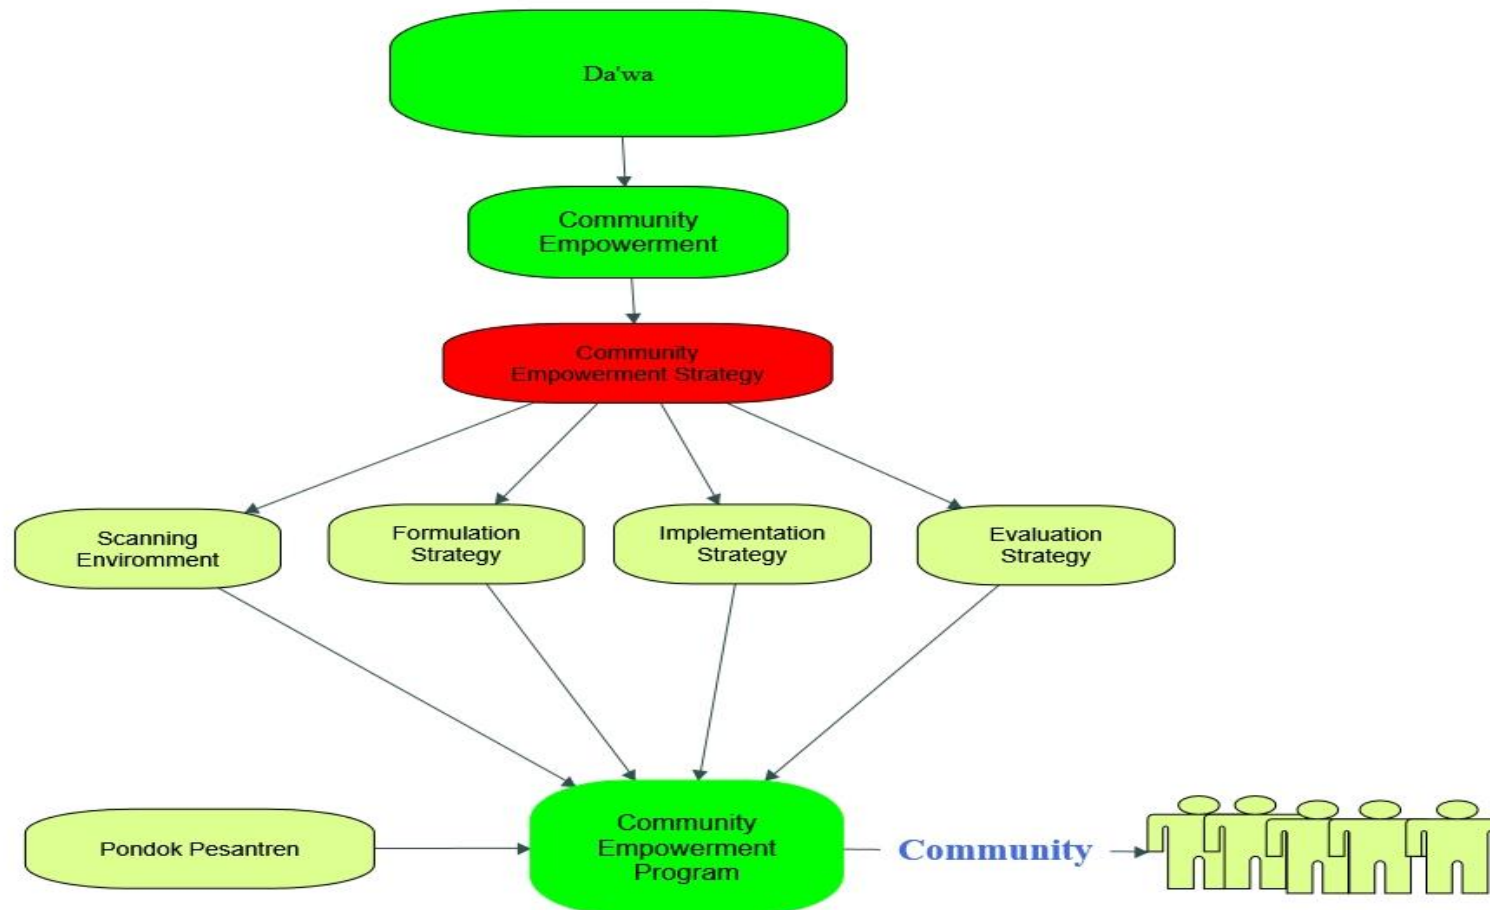 Da'wa
Community
Empowerment
Community
Empowerment Strategy
Scanning
Enviromment
Formulation
Strategy
Implementation
Strategy
Evaluation
Strategy
Pondok Pesantren
Community
Empowerment
Program
Community